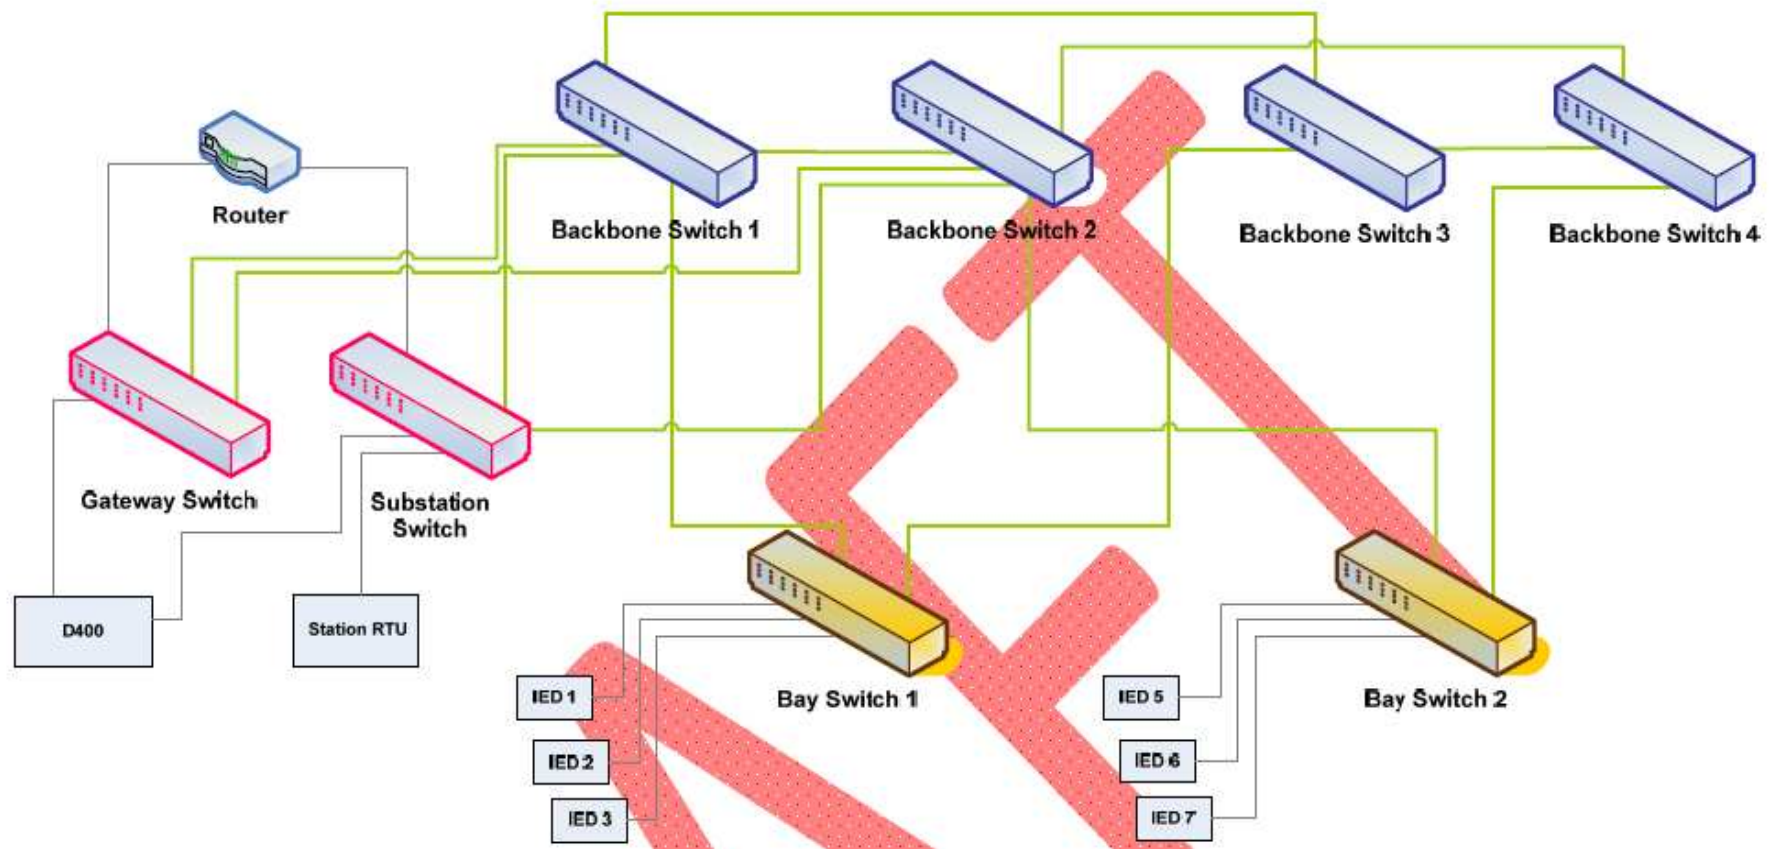 Router
Backbone Switch 1
Backbone Switch 2
Backbone Switch 3
Backbone Switch 4
Gateway Switch
Substation
Switch
D400
Station RTU
IED 1
IED 2
IED 3
Bay Switch 1
IED 5
IED 6
IED 7
Bay Switch 2